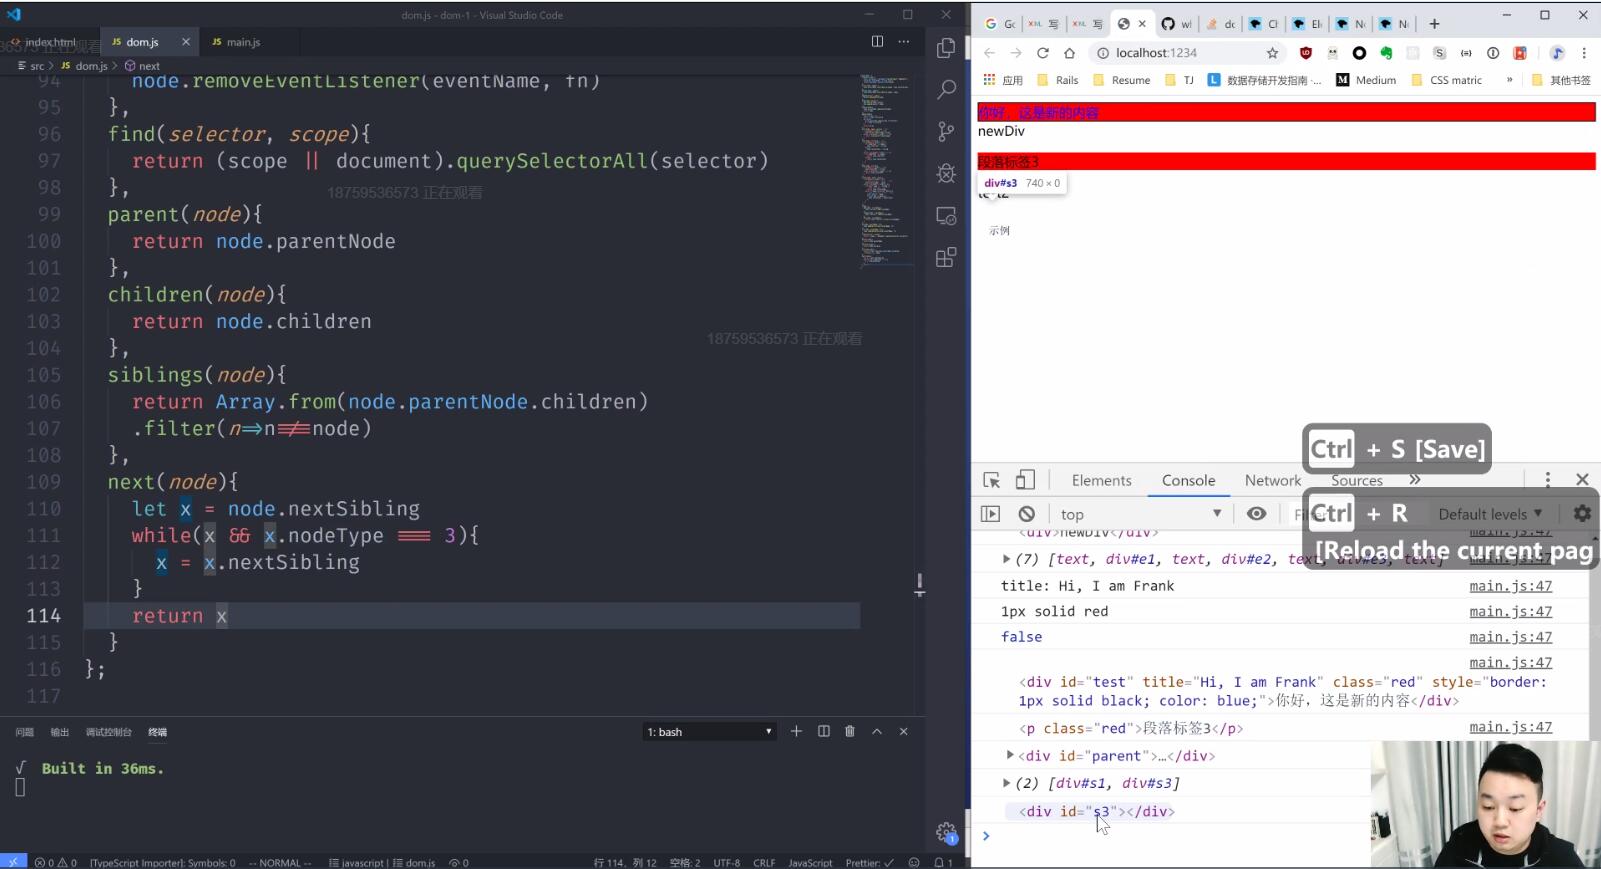 dom.js - dom-1 - Visual Studio Code
index.html
JS dom.js
JS main.js
src > JS dom.js > next
94 node.removeEventListener(eventName, fn)
95 },
96 find(selector, scope){
97 return (scope || document).querySelectorAll(selector)
98 },
99 parent(node){
100 return node.parentNode
101 },
102 children(node){
103 return node.children
104 },
105 siblings(node){
106 return Array.from(node.parentNode.children)
107 .filter(n=>n!==node)
108 },
109 next(node){
110 let x = node.nextSibling
111 while(x && x.nodeType === 3){
112 x = x.nextSibling
113 }
114 return x
115 }
116 };
117
18759536573 正在观看
18759536573 正在观看
问题 输出 调试控制台 终端
1: bash
√ Built in 36ms.
0 0 [TypeScript Importer]: Symbols: 0 -- NORMAL -- javascript | dom.js 0 行 114，列 12 空格: 2 UTF-8 CRLF JavaScript Prettier: ✓ 1
localhost:1234
应用 Rails Resume TJ 数据存储开发指南 -... Medium CSS matric » 其他书签
你好，这是新的内容
newDiv
段落标签3
div#s3 740 × 0
示例
Ctrl + S [Save]
Ctrl + R
[Reload the current pag
Elements Console Network Sources »
top Default levels ▼
<div>newDiv</div> main.js:47
(7) [text, div#e1, text, div#e2, text, div#e3, text] main.js:47
title: Hi, I am Frank main.js:47
1px solid red main.js:47
false main.js:47
main.js:47
<div id="test" title="Hi, I am Frank" class="red" style="border:
1px solid black; color: blue;">你好，这是新的内容</div>
<p class="red">段落标签3</p> main.js:47
<div id="parent">…</div>
(2) [div#s1, div#s3]
<div id="s3"></div>